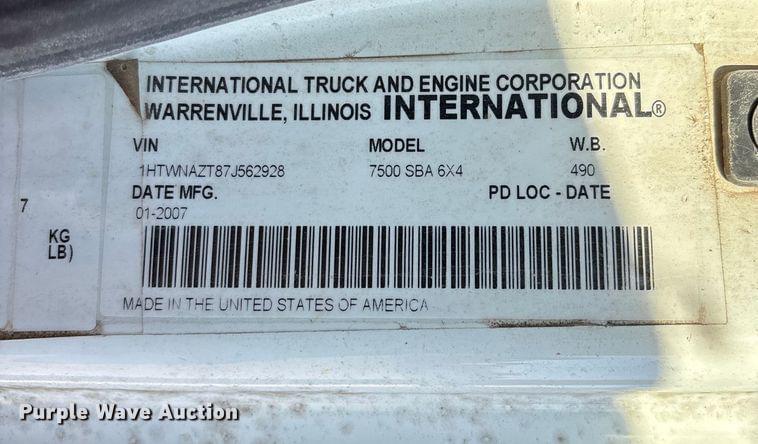 INTERNATIONAL TRUCK AND ENGINE CORPORATION
WARRENVILLE, ILLINOIS INTERNATIONAL®
VIN MODEL W.B.
1HTWNAZT87J562928 7500 SBA 6X4 490
DATE MFG. PD LOC - DATE
01-2007
7
KG
LB)
MADE IN THE UNITED STATES OF AMERICA
Purple Wave Auction